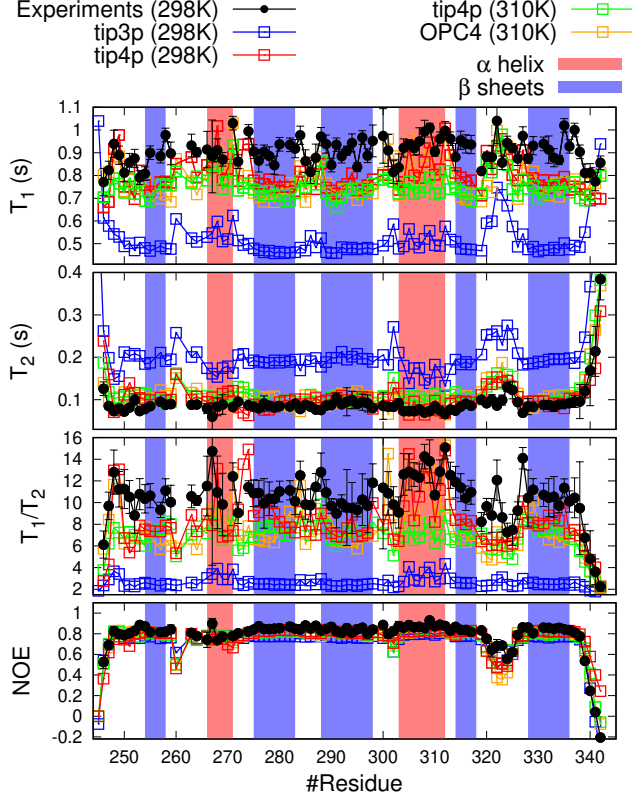 Experiments (298K)
tip3p (298K)
tip4p (298K)
tip4p (310K)
OPC4 (310K)
α helix
β sheets
1.1
1
0.9
0.8
0.7
0.6
0.5
T1 (s)
0.4
0.3
0.2
0.1
T2 (s)
16
14
12
10
8
6
4
2
T1/T2
1
0.8
0.6
0.4
0.2
0
-0.2
NOE
250 260 270 280 290 300 310 320 330 340
#Residue